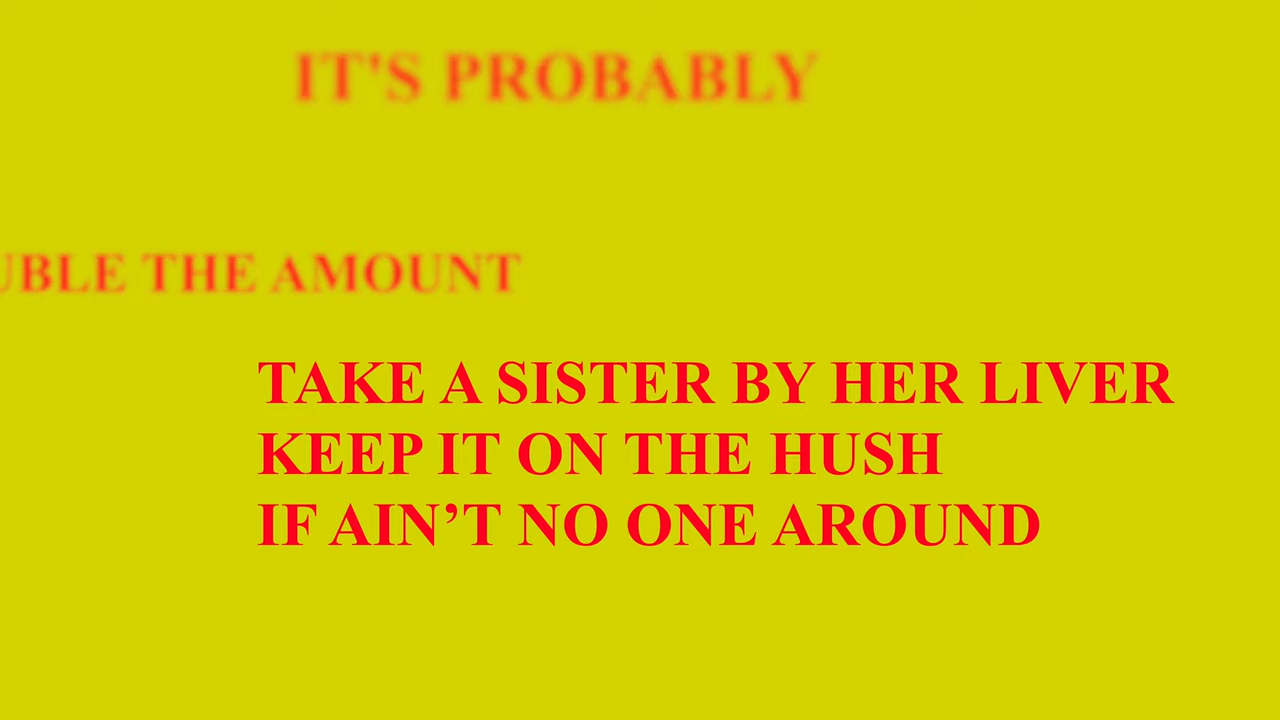 IT'S PROBABLY
UBLE THE AMOUNT
TAKE A SISTER BY HER LIVER
KEEP IT ON THE HUSH
IF AIN’T NO ONE AROUND